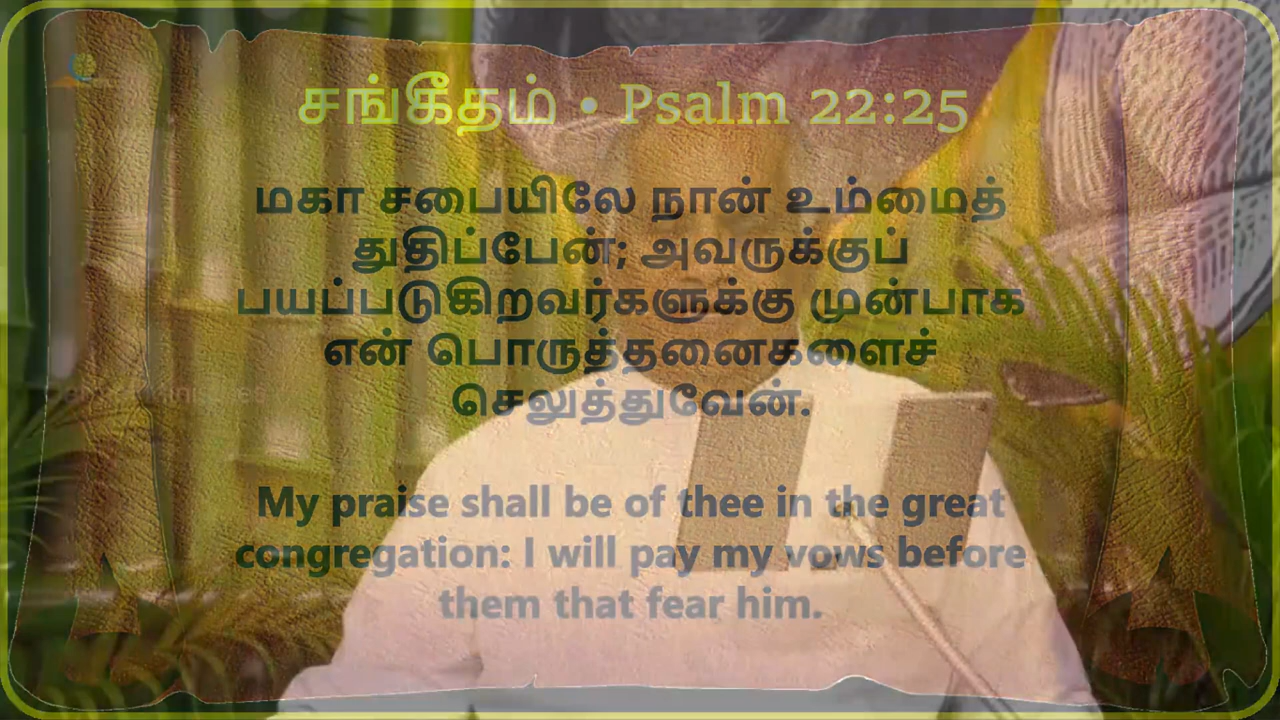 சங்கீதம் • Psalm 22:25
மகா சபையிலே நான் உம்மைத்
துதிப்பேன்; அவருக்குப்
பயப்படுகிறவர்களுக்கு முன்பாக
என் பொருத்தனைகளைச்
செலுத்துவேன்.
My praise shall be of thee in the great
congregation: I will pay my vows before
them that fear him.